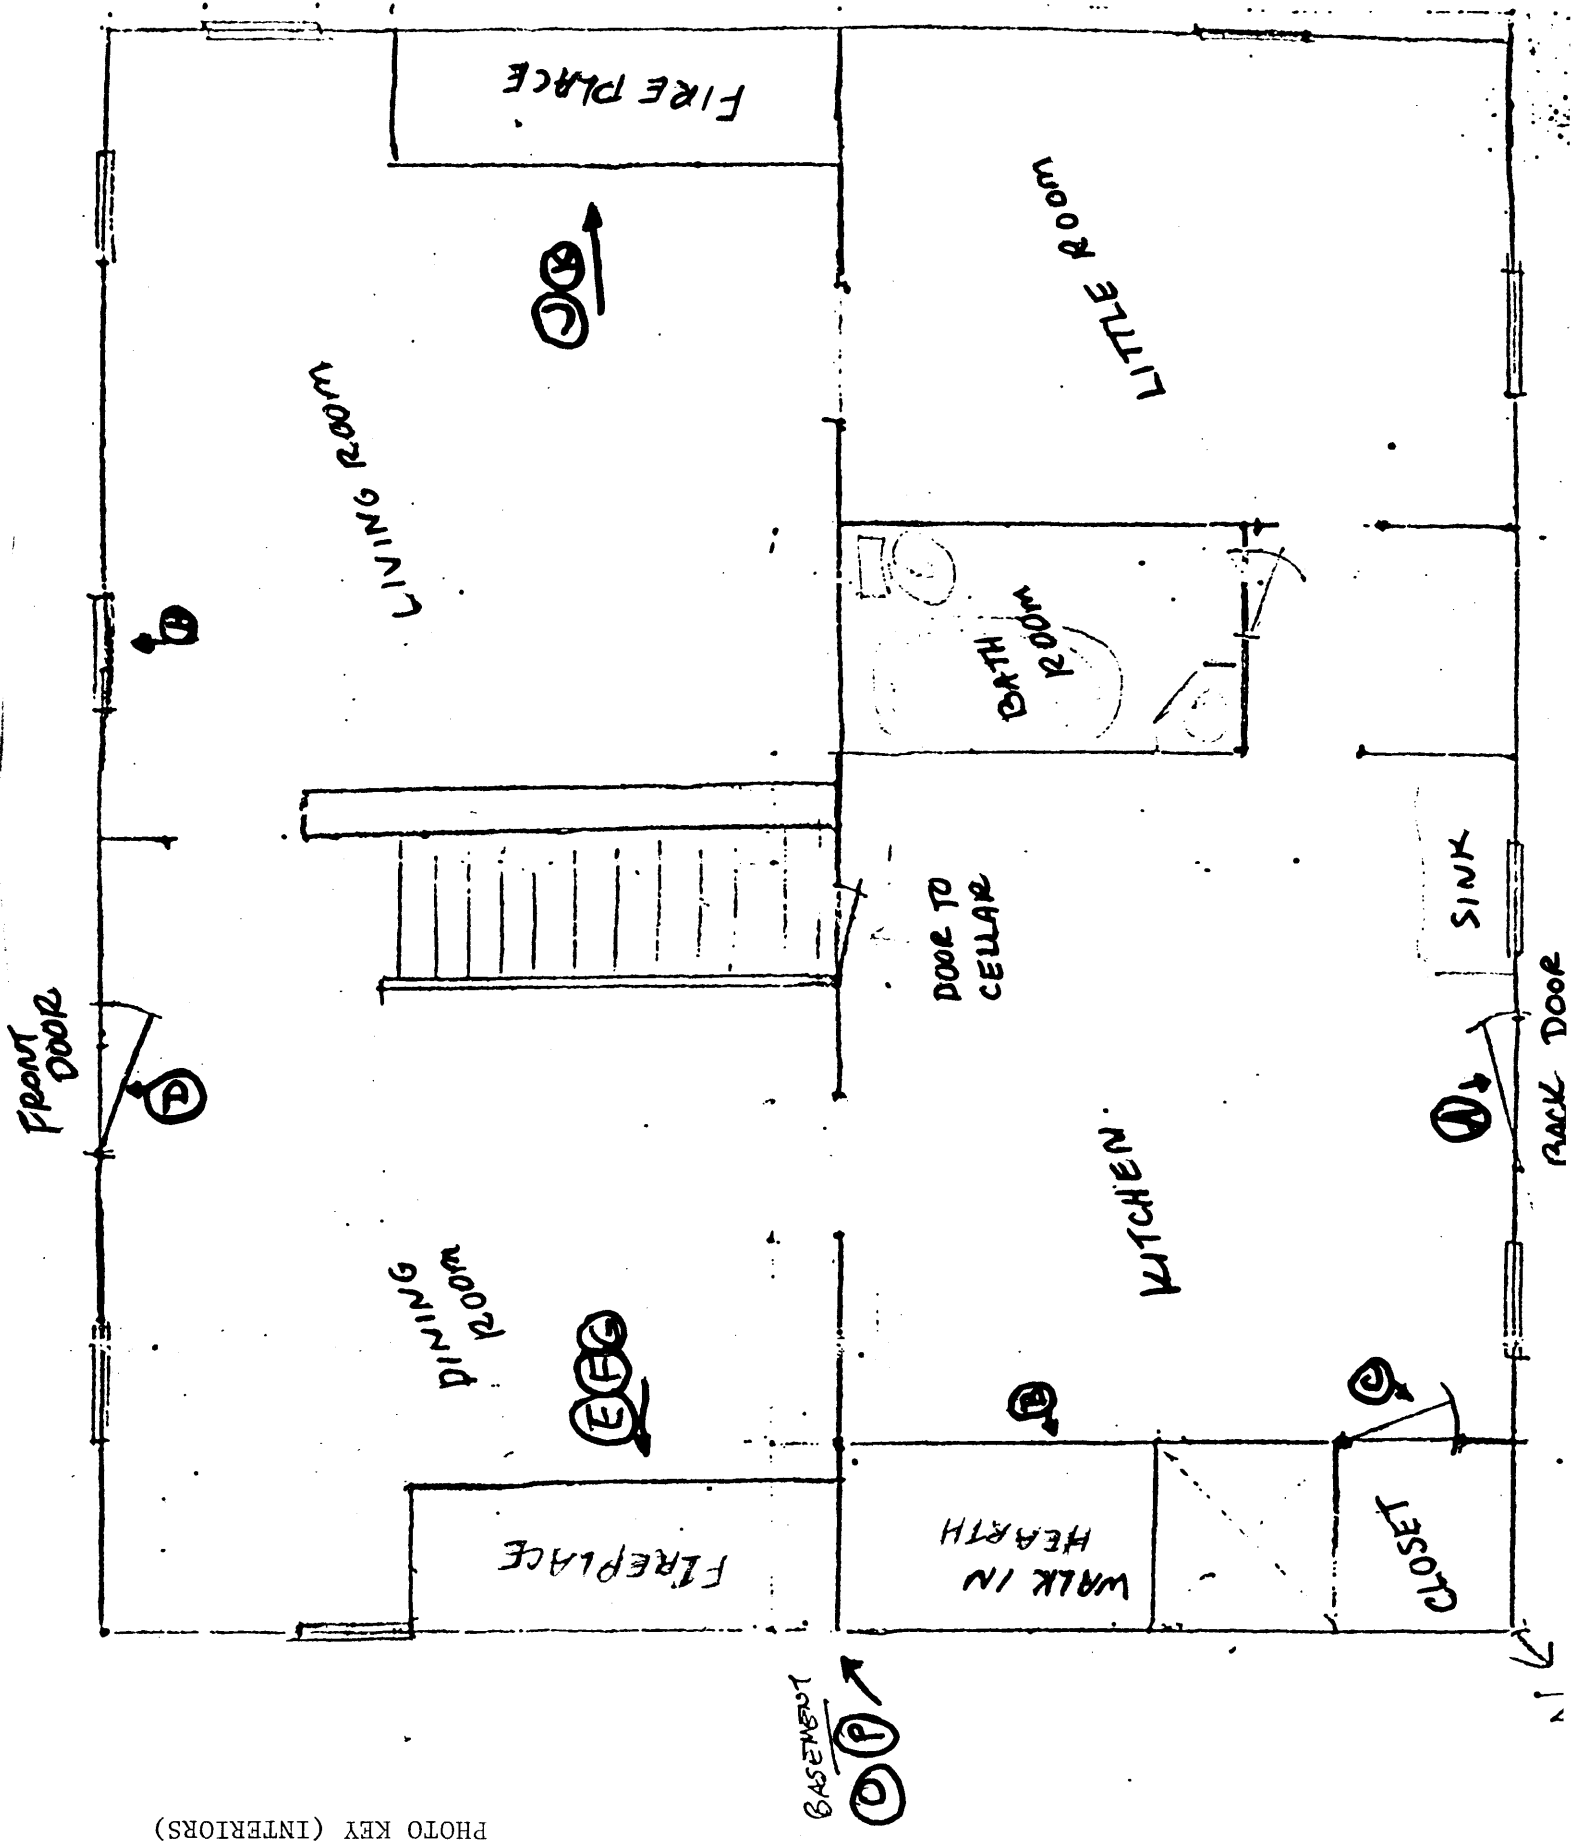 PHOTO KEY (INTERIORS)
FRONT
DOOR
D
H
LIVING ROOM
J K
FIRE PLACE
LITTLE ROOM
BATH
ROOM
DINING
ROOM
E F G
FIREPLACE
DOOR TO
CELLAR
KITCHEN
SINK
A
BACK DOOR
B
C
WALK IN
HEARTH
CLOSET
BASEMENT
O P